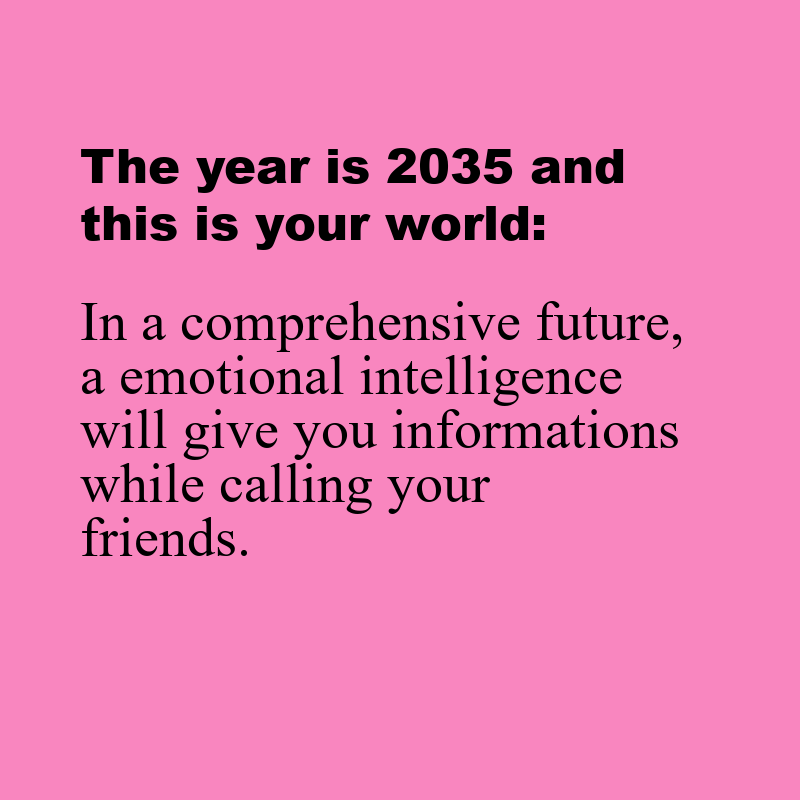 The year is 2035 and
this is your world:
In a comprehensive future,
a emotional intelligence
will give you informations
while calling your
friends.